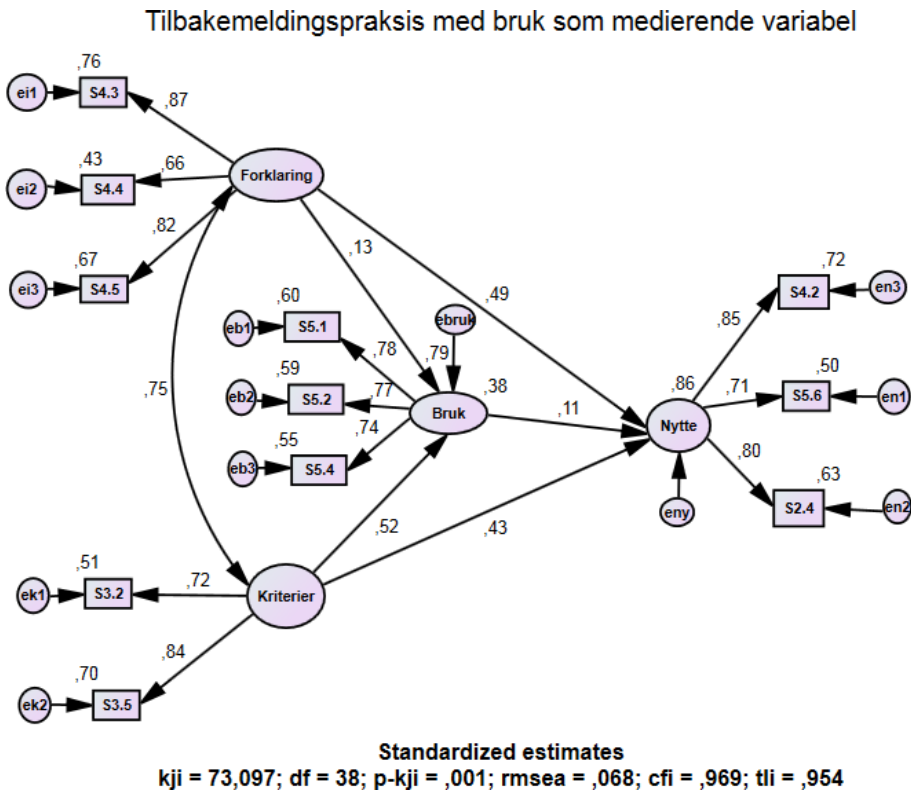 Tilbakemeldingspraksis med bruk som medierende variabel
,76
ei1
S4.3
,87
,43
,66
Forklaring
ei2
S4.4
,82
,67
ei3
S4.5
,13
,49
,72
S4.2
en3
,60
ebruk
eb1
S5.1
,85
,78
,79
,50
,59
,75
,38
,86
,71
eb2
S5.2
,77
Bruk
,11
S5.6
en1
,55
,74
Nytte
,80
eb3
S5.4
,63
S2.4
en2
eny
,52
,43
,51
,72
ek1
S3.2
Kriterier
,84
,70
ek2
S3.5
Standardized estimates
kji = 73,097; df = 38; p-kji = ,001; rmsea = ,068; cfi = ,969; tli = ,954